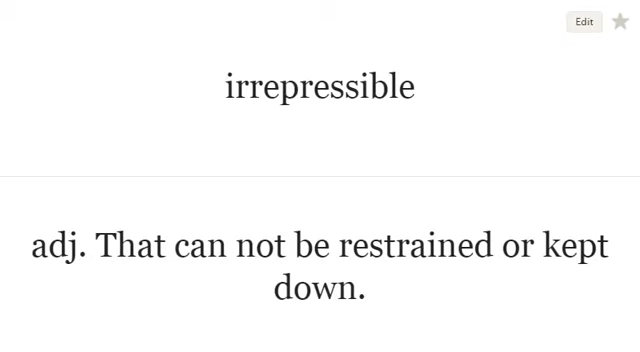 Edit
irrepressible
adj. That can not be restrained or kept
down.